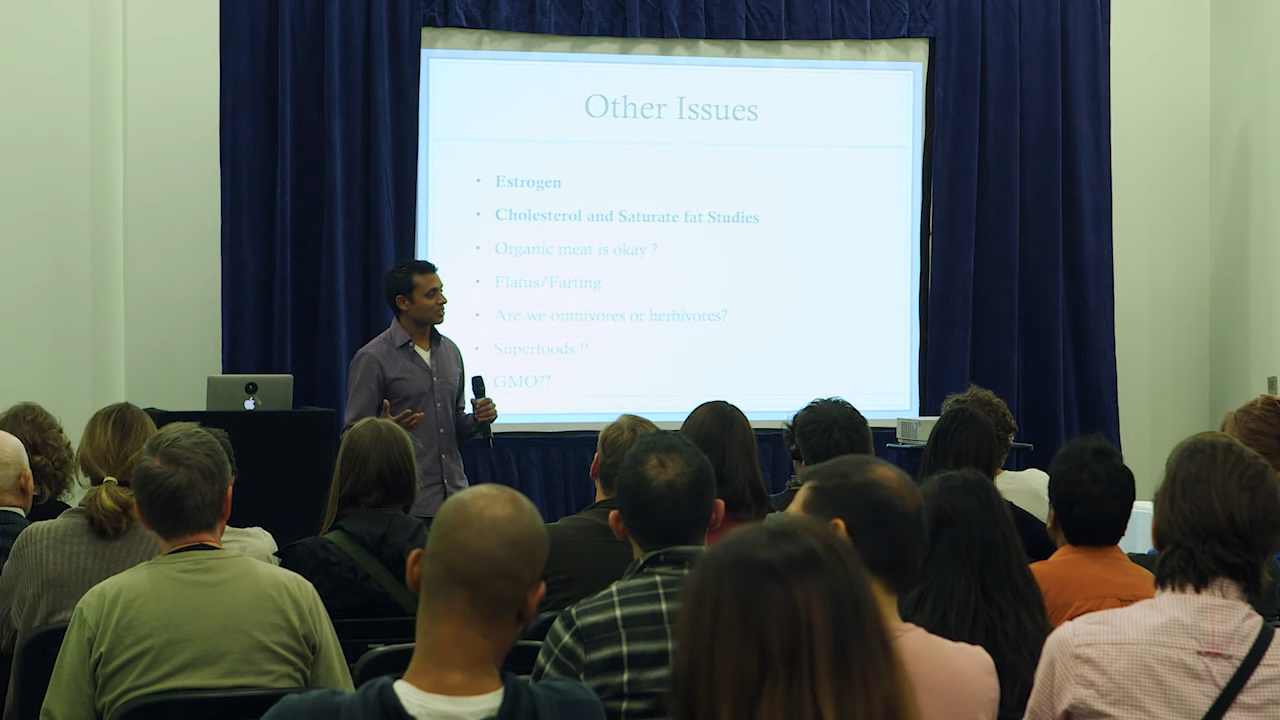 Other Issues
• Estrogen
• Cholesterol and Saturate fat Studies
• Organic meat is okay ?
• Flatus/Farting
• Are we omnivores or herbivores?
• Superfoods !!
GMO??